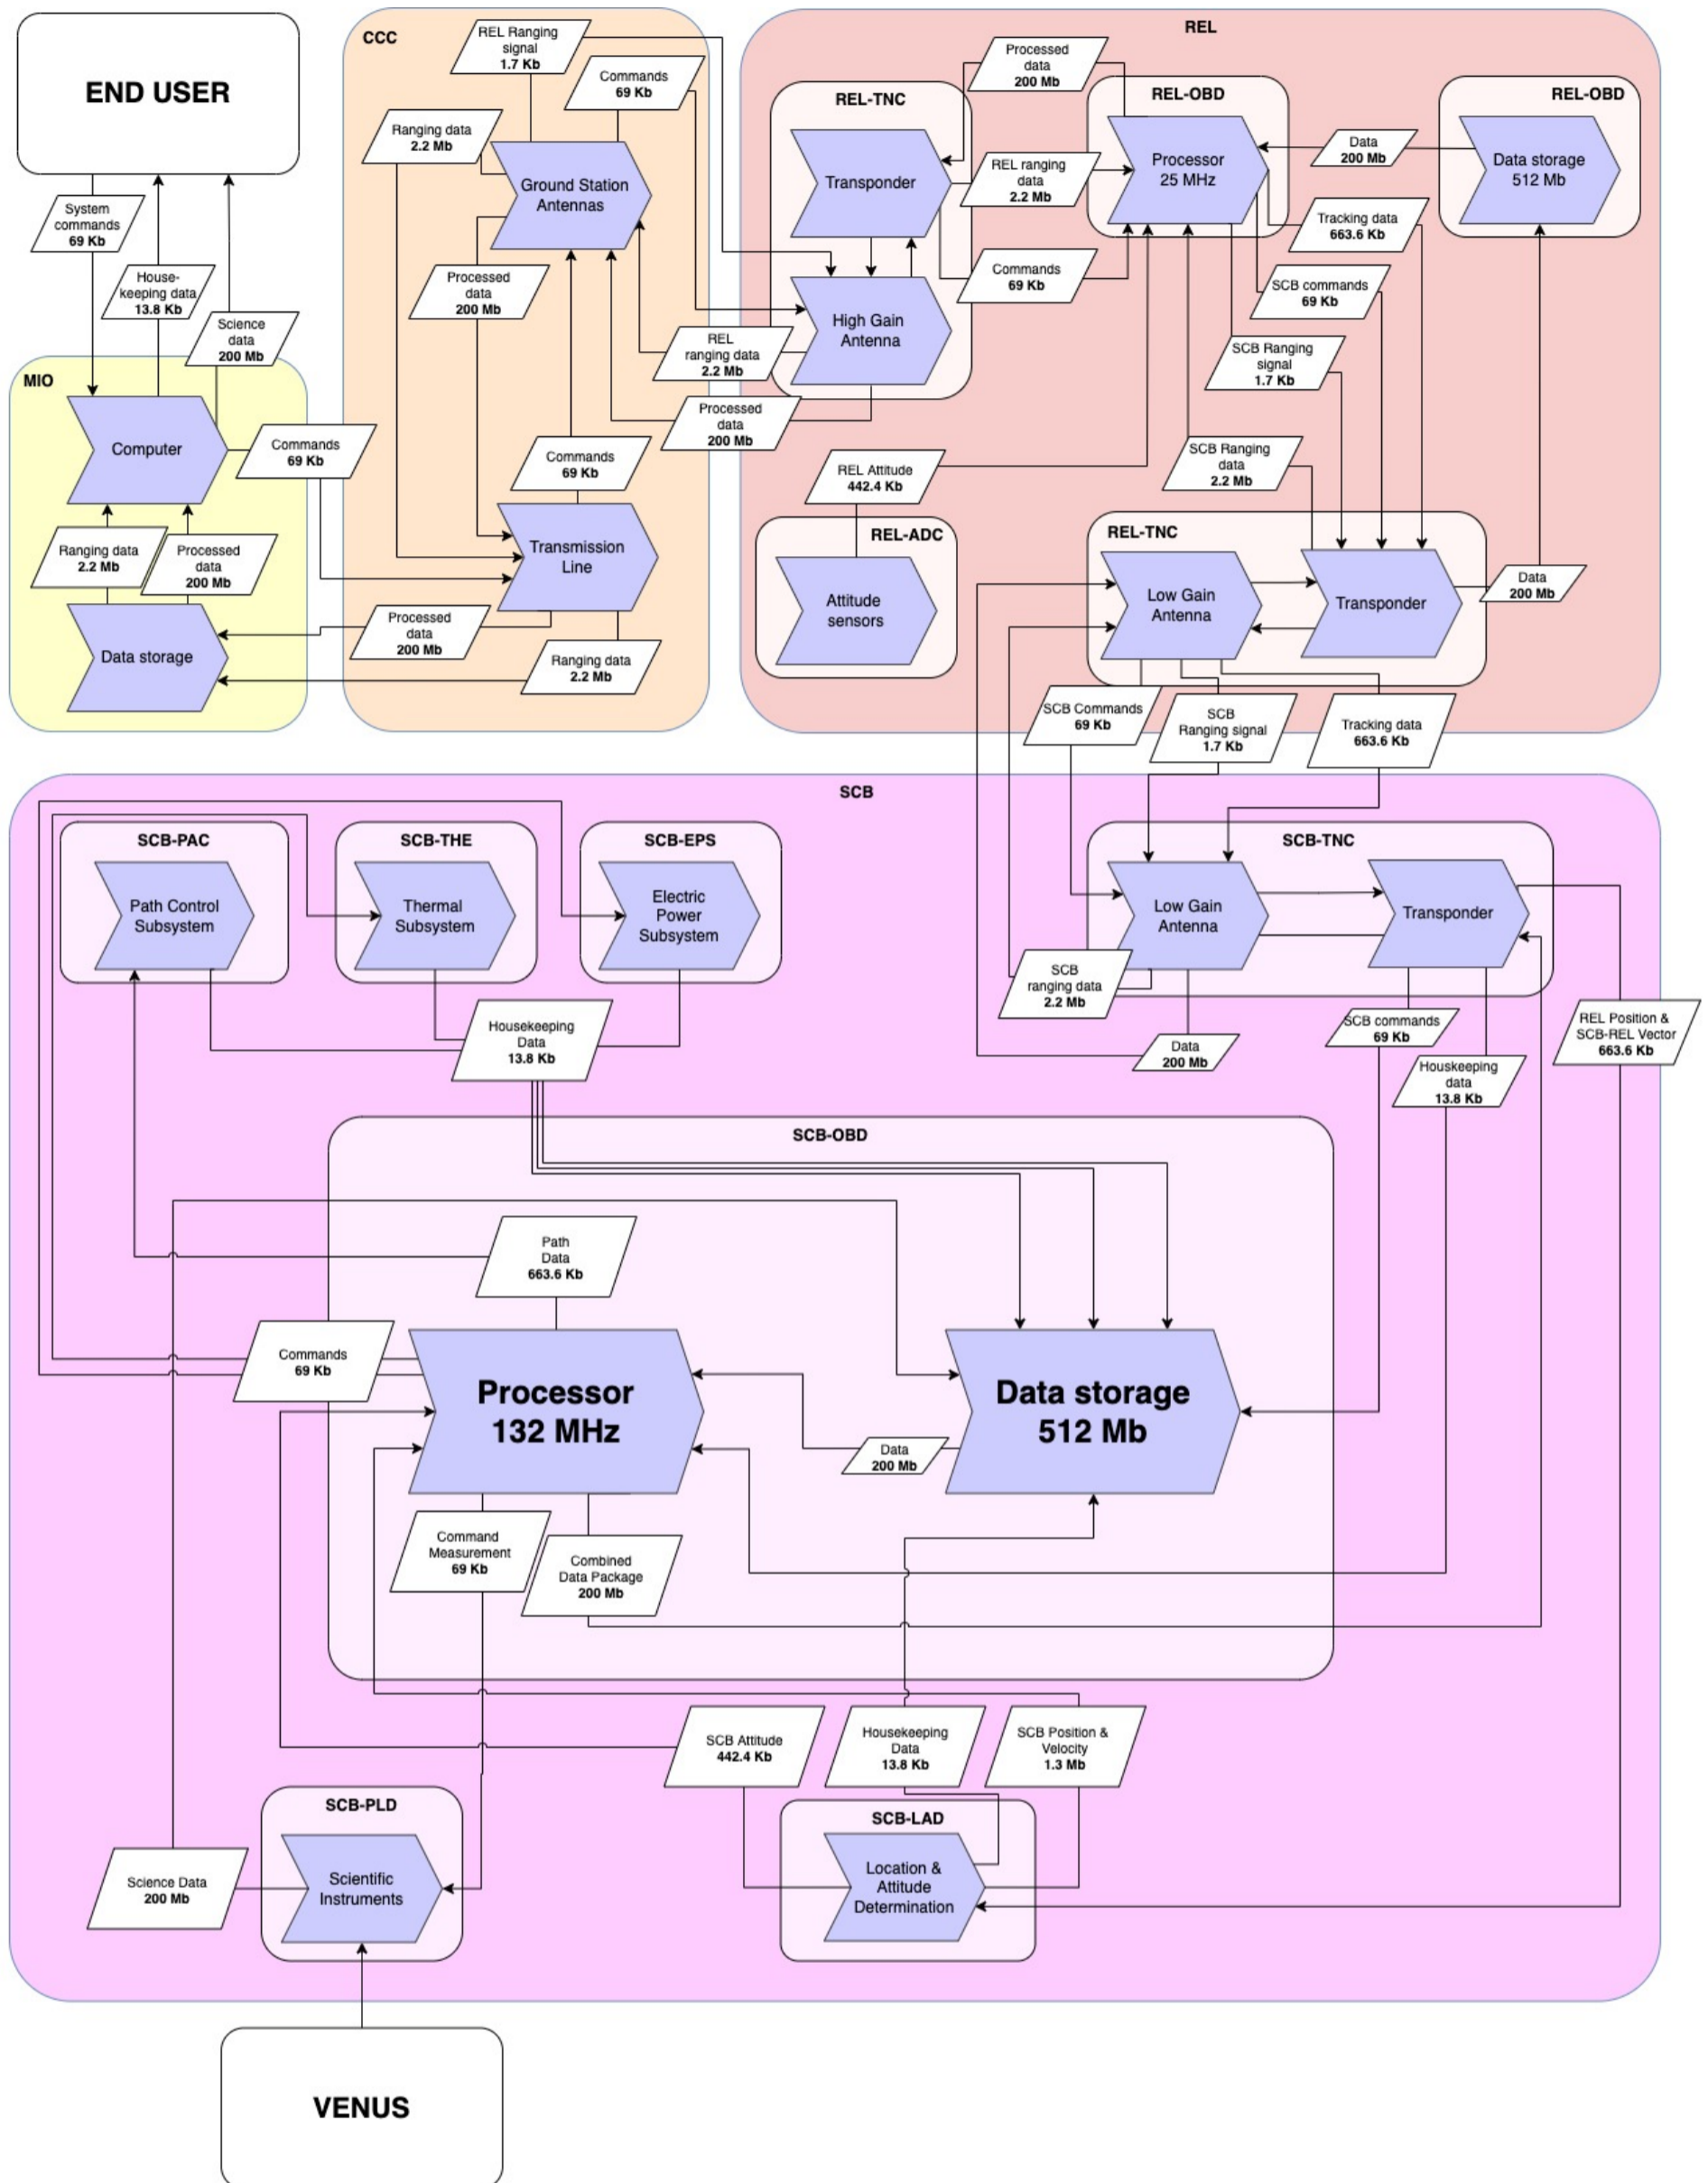 END USER
System
commands
69 Kb
House-
keeping data
13.8 Kb
Science
data
200 Mb
MIO
Computer
Commands
69 Kb
Ranging data
2.2 Mb
Processed
data
200 Mb
Data storage
CCC
REL Ranging
signal
1.7 Kb
Commands
69 Kb
Ranging data
2.2 Mb
Ground Station
Antennas
Processed
data
200 Mb
Commands
69 Kb
Transmission
Line
Processed
data
200 Mb
Ranging data
2.2 Mb
REL
ranging data
2.2 Mb
Processed
data
200 Mb
REL
Processed
data
200 Mb
REL-TNC
Transponder
High Gain
Antenna
REL ranging
data
2.2 Mb
Commands
69 Kb
REL-OBD
Processor
25 MHz
Data
200 Mb
REL-OBD
Data storage
512 Mb
Tracking data
663.6 Kb
SCB commands
69 Kb
SCB Ranging
signal
1.7 Kb
SCB Ranging
data
2.2 Mb
REL Attitude
442.4 Kb
REL-ADC
Attitude
sensors
REL-TNC
Low Gain
Antenna
Transponder
Data
200 Mb
SCB Commands
69 Kb
SCB
Ranging signal
1.7 Kb
Tracking data
663.6 Kb
SCB
SCB-PAC
Path Control
Subsystem
SCB-THE
Thermal
Subsystem
SCB-EPS
Electric
Power
Subsystem
SCB-TNC
Low Gain
Antenna
Transponder
SCB
ranging data
2.2 Mb
Data
200 Mb
SCB commands
69 Kb
Houskeeping
data
13.8 Kb
REL Position &
SCB-REL Vector
663.6 Kb
Housekeeping
Data
13.8 Kb
SCB-OBD
Path
Data
663.6 Kb
Commands
69 Kb
Processor
132 MHz
Data
200 Mb
Data storage
512 Mb
Command
Measurement
69 Kb
Combined
Data Package
200 Mb
SCB Attitude
442.4 Kb
Housekeeping
Data
13.8 Kb
SCB Position &
Velocity
1.3 Mb
SCB-PLD
Scientific
Instruments
Science Data
200 Mb
SCB-LAD
Location &
Attitude
Determination
VENUS